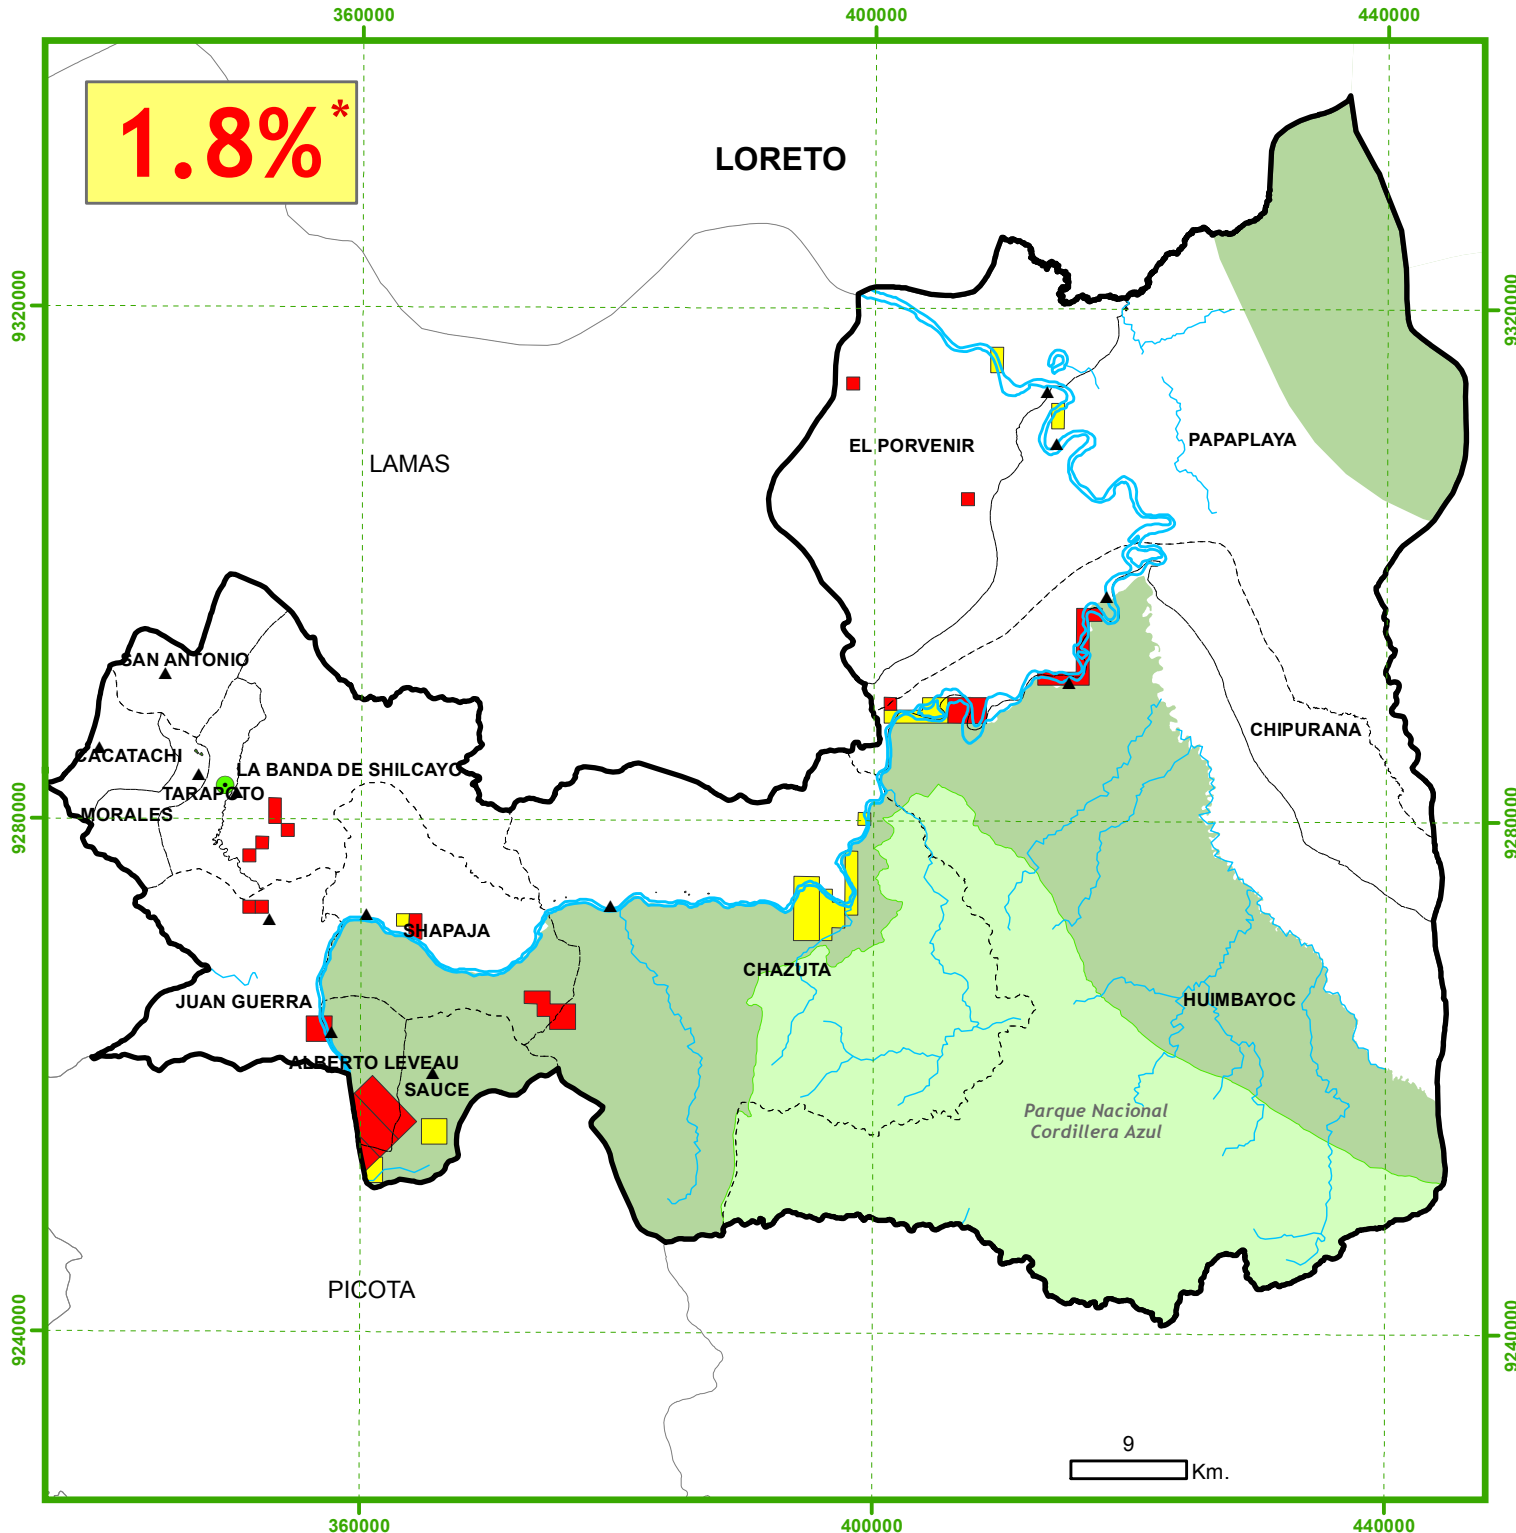 360000
400000
440000
1.8%*
LORETO
9320000
9320000
EL PORVENIR
PAPAPLAYA
LAMAS
SAN ANTONIO
CACATACHI
LA BANDA DE SHILCAYO
TARAPOTO
MORALES
CHIPURANA
9280000
9280000
SHAPAJA
CHAZUTA
JUAN GUERRA
HUIMBAYOC
ALBERTO LEVEAU
SAUCE
Parque Nacional
Cordillera Azul
PICOTA
9240000
9240000
9
Km.
360000
400000
440000